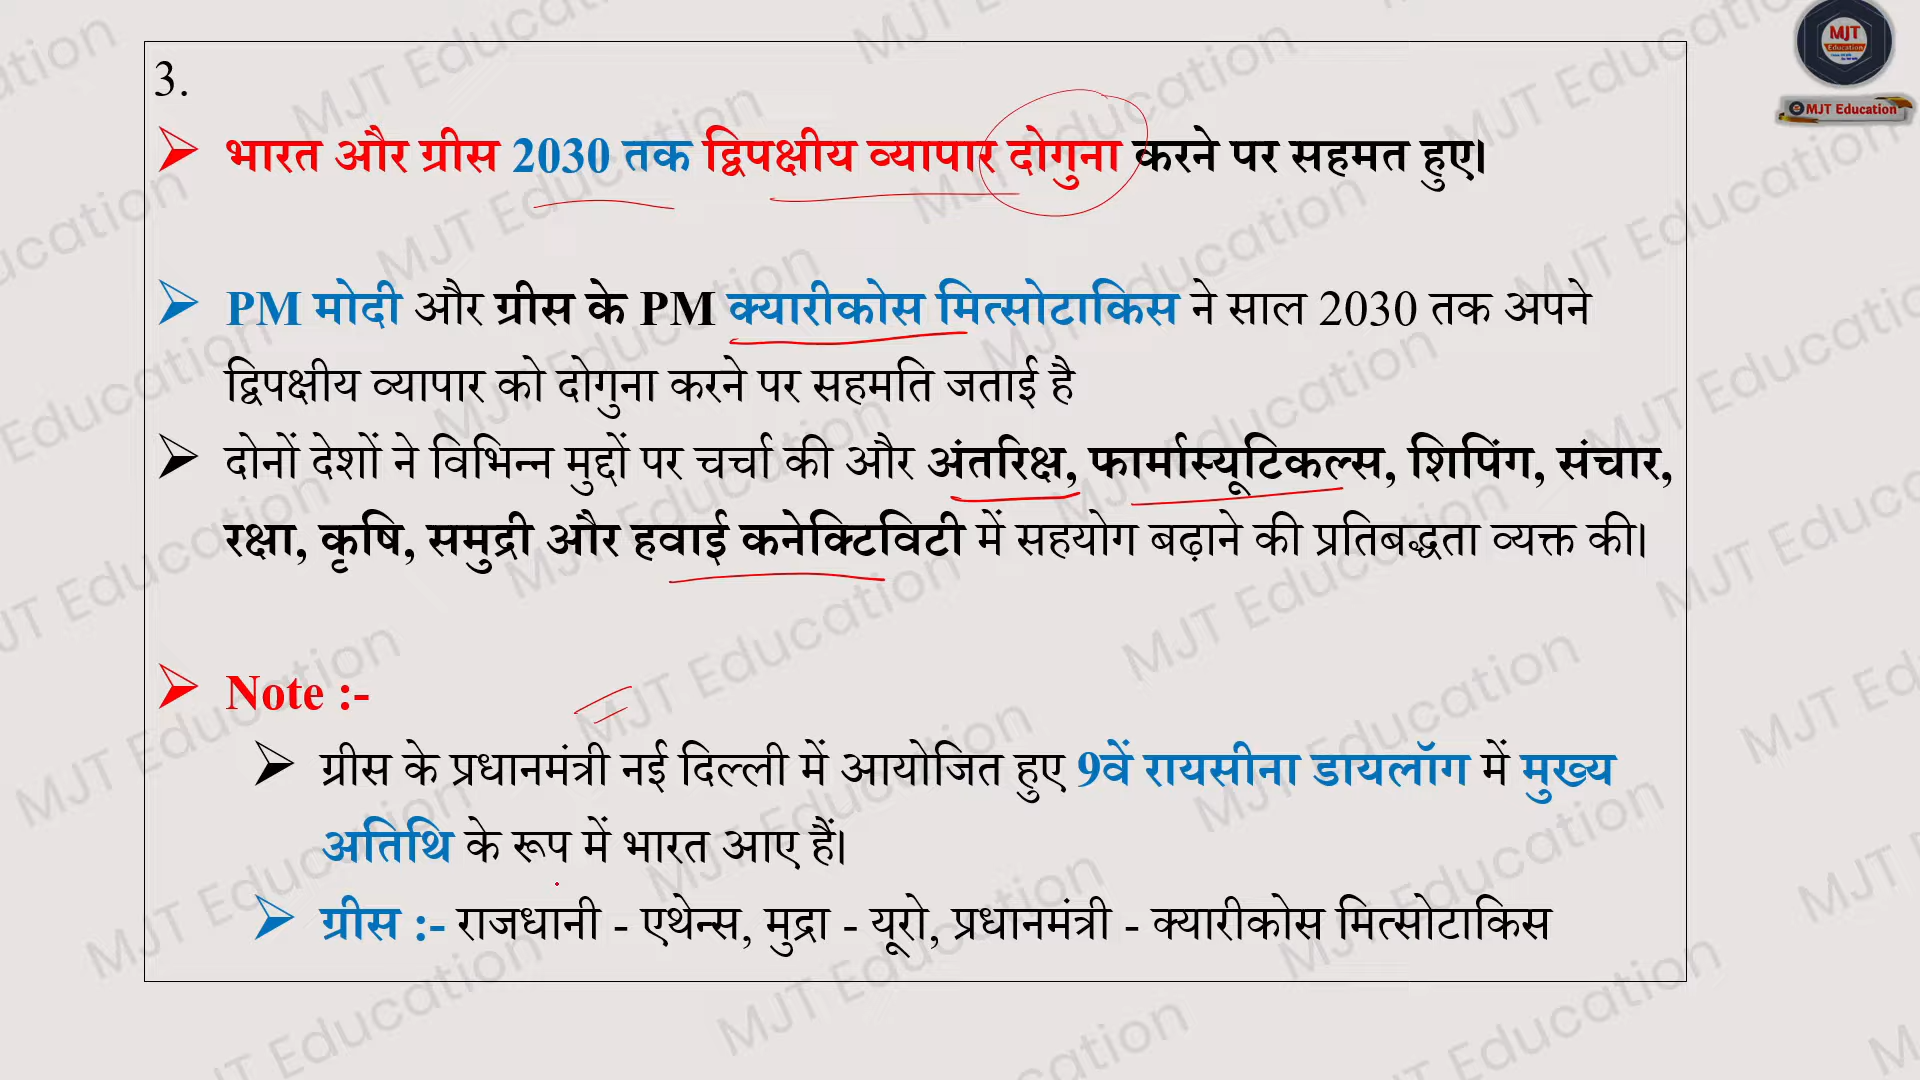 3.
भारत और ग्रीस 2030 तक द्विपक्षीय व्यापार दोगुना करने पर सहमत हुए।
PM मोदी और ग्रीस के PM क्यारीकोस मित्सोटाकिस ने साल 2030 तक अपने
द्विपक्षीय व्यापार को दोगुना करने पर सहमति जताई है
दोनों देशों ने विभिन्न मुद्दों पर चर्चा की और अंतरिक्ष, फार्मास्यूटिकल्स, शिपिंग, संचार,
रक्षा, कृषि, समुद्री और हवाई कनेक्टिविटी में सहयोग बढ़ाने की प्रतिबद्धता व्यक्त की।
Note :-
ग्रीस के प्रधानमंत्री नई दिल्ली में आयोजित हुए 9वें रायसीना डायलॉग में मुख्य
अतिथि के रूप में भारत आए हैं।
ग्रीस :- राजधानी - एथेन्स, मुद्रा - यूरो, प्रधानमंत्री - क्यारीकोस मित्सोटाकिस
MJT
Education
MJT Education